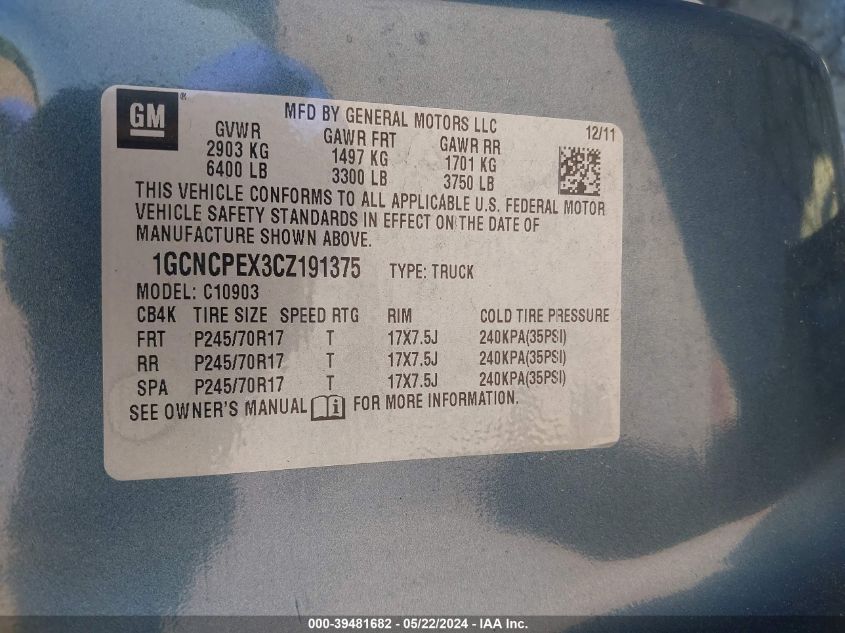 GM®
MFD BY GENERAL MOTORS LLC
12/11
GVWR GAWR FRT GAWR RR
2903 KG 1497 KG 1701 KG
6400 LB 3300 LB 3750 LB
THIS VEHICLE CONFORMS TO ALL APPLICABLE U.S. FEDERAL MOTOR
VEHICLE SAFETY STANDARDS IN EFFECT ON THE DATE OF
MANUFACTURE SHOWN ABOVE.
1GCNCPEX3CZ191375 TYPE: TRUCK
MODEL: C10903
CB4K TIRE SIZE SPEED RTG RIM COLD TIRE PRESSURE
FRT P245/70R17 T 17X7.5J 240KPA(35PSI)
RR P245/70R17 T 17X7.5J 240KPA(35PSI)
SPA P245/70R17 T 17X7.5J 240KPA(35PSI)
SEE OWNER'S MANUAL i FOR MORE INFORMATION.
000-39481682 - 05/22/2024 - IAA Inc.